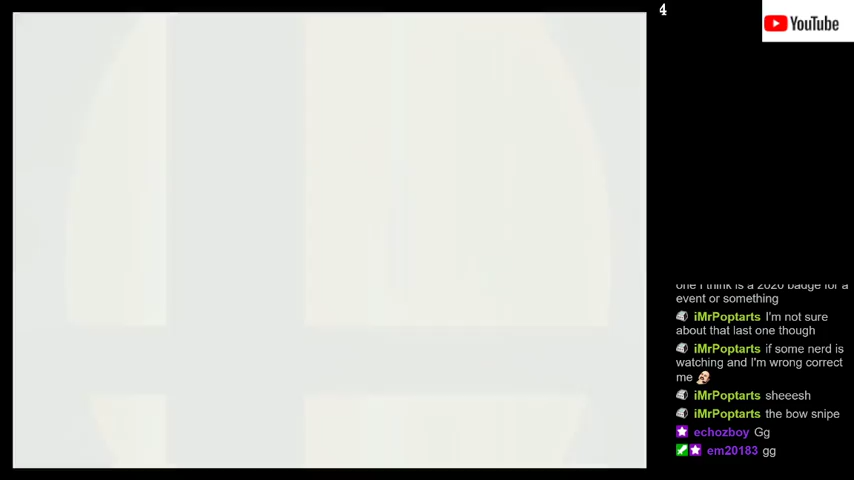 4
YouTube
one I think is a 2020 badge for a
event or something
iMrPoptarts I'm not sure
about that last one though
iMrPoptarts if some nerd is
watching and I'm wrong correct
me
iMrPoptarts sheeesh
iMrPoptarts the bow snipe
echozboy Gg
em20183 gg